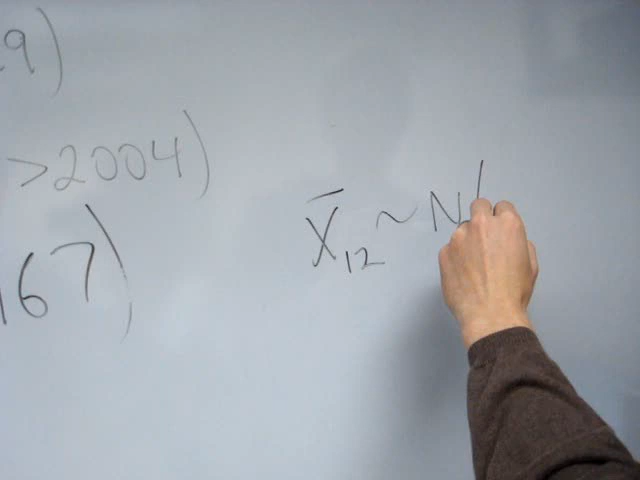 .9)
>2004)
167)
X̄₁₂ ~ N(